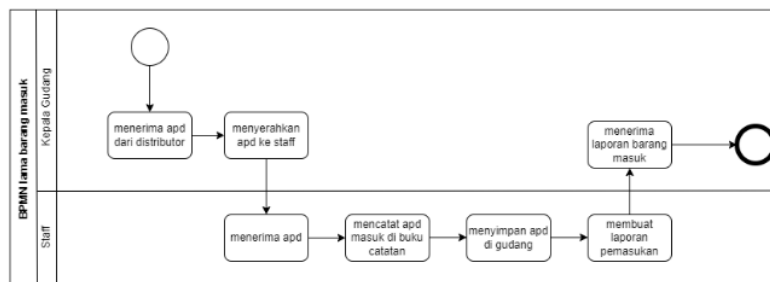 BPMN lama barang masuk
Kepala Gudang
menerima apd
dari distributor
menyerahkan
apd ke staff
menerima
laporan barang
masuk
Staff
menerima apd
mencatat apd
masuk di buku
catatan
menyimpan apd
di gudang
membuat
laporan
pemasukan